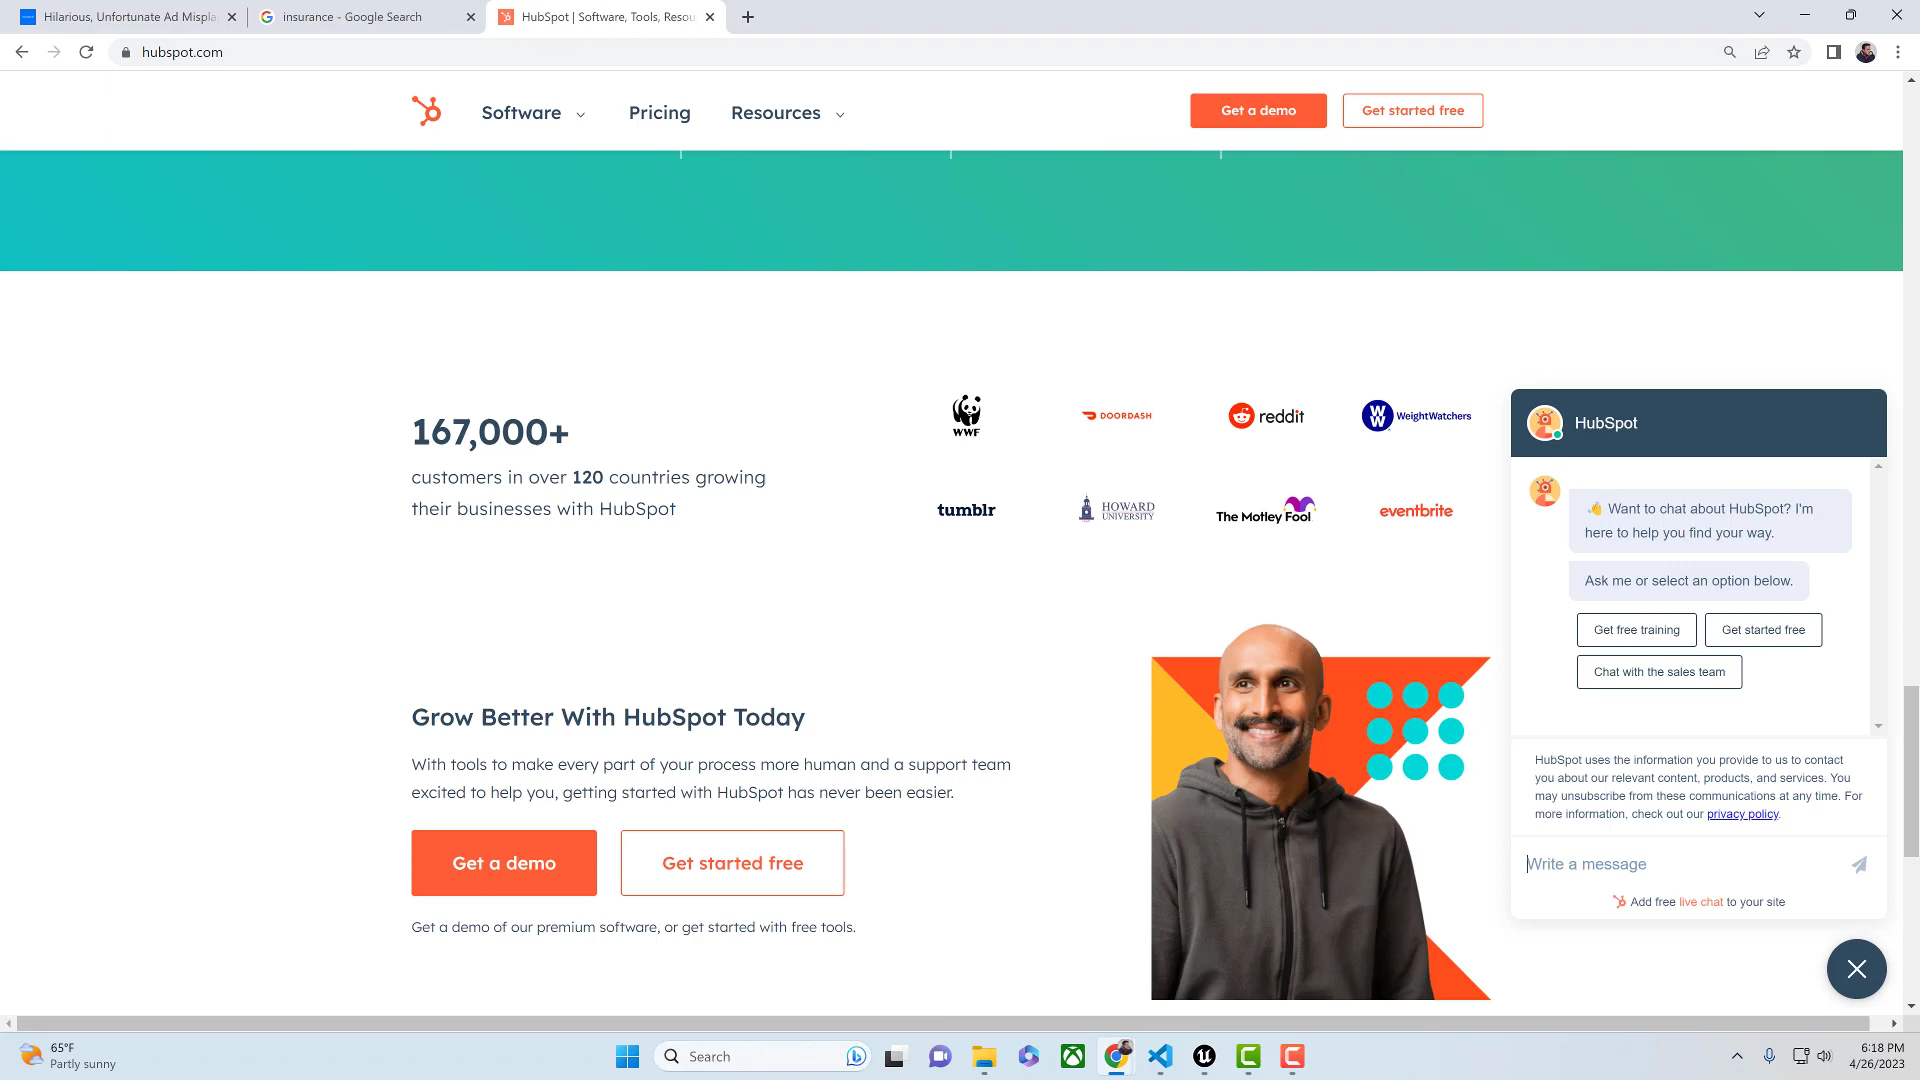 Hilarious, Unfortunate Ad Mispla
insurance - Google Search
HubSpot | Software, Tools, Resou
hubspot.com
Software
Pricing
Resources
Get a demo
Get started free
167,000+
customers in over 120 countries growing
their businesses with HubSpot
WWF
DOORDASH
reddit
WW
WeightWatchers
tumblr
HOWARD
UNIVERSITY
The Motley Fool
eventbrite
Grow Better With HubSpot Today
With tools to make every part of your process more human and a support team
excited to help you, getting started with HubSpot has never been easier.
Get a demo
Get started free
Get a demo of our premium software, or get started with free tools.
HubSpot
👋 Want to chat about HubSpot? I'm
here to help you find your way.
Ask me or select an option below.
Get free training
Get started free
Chat with the sales team
HubSpot uses the information you provide to us to contact
you about our relevant content, products, and services. You
may unsubscribe from these communications at any time. For
more information, check out our privacy policy.
Write a message
Add free live chat to your site
65°F
Partly sunny
Search
6:18 PM
4/26/2023